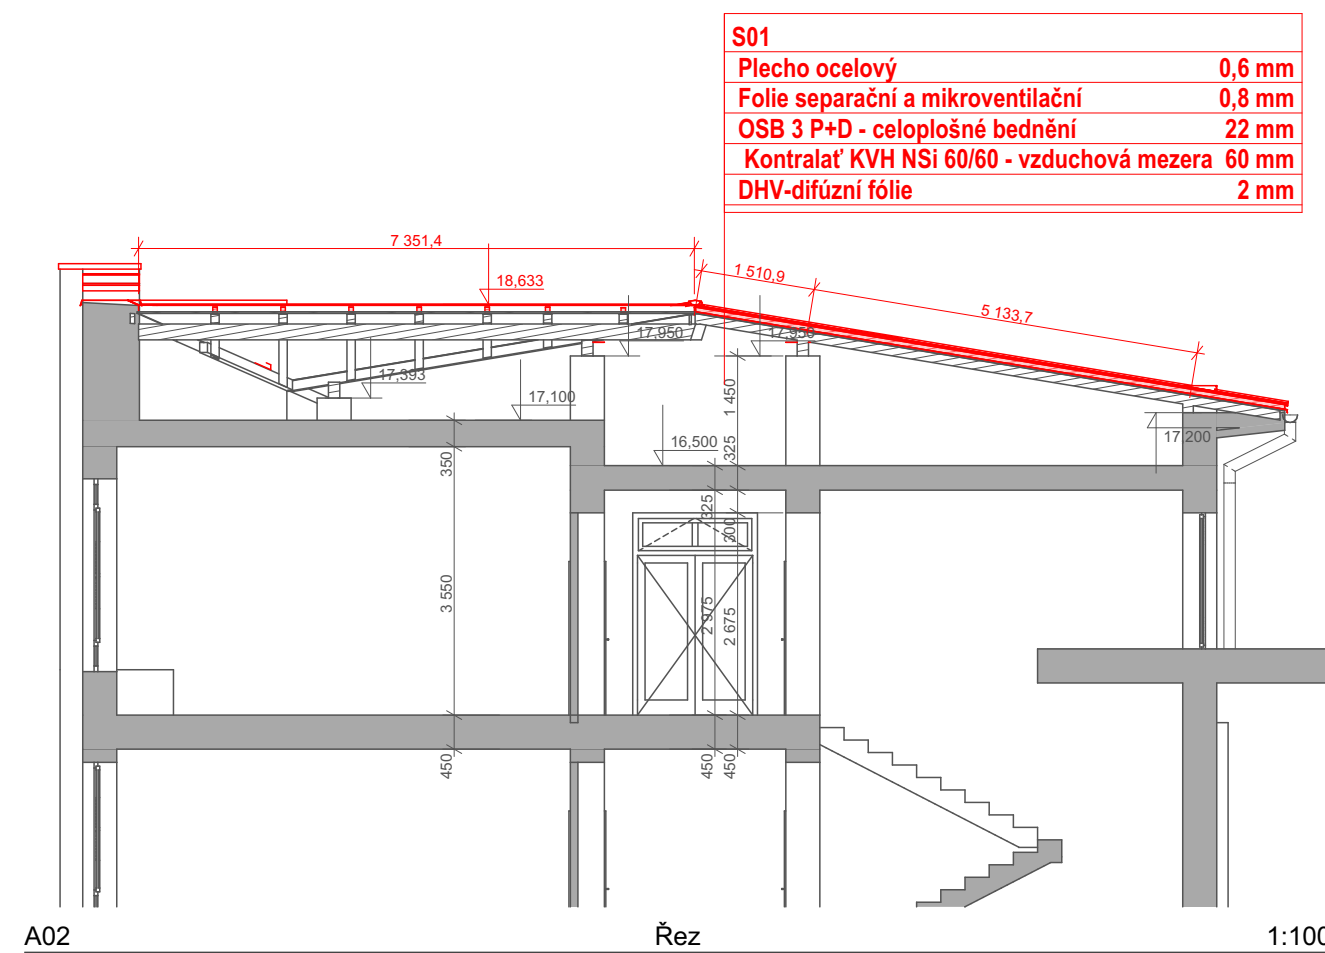 S01
Plecho ocelový 0,6 mm
Folie separační a mikroventilační 0,8 mm
OSB 3 P+D - celoplošné bednění 22 mm
Kontralať KVH NSi 60/60 - vzduchová mezera 60 mm
DHV-difúzní fólie 2 mm
7 351,4
1 510,9
18,633
5 133,7
17,950
17,950
17,393
17,100
1 450
17,200
16,500
325
350
325
300
3 550
2 975
2 675
450
450
450
A02
Řez
1:100